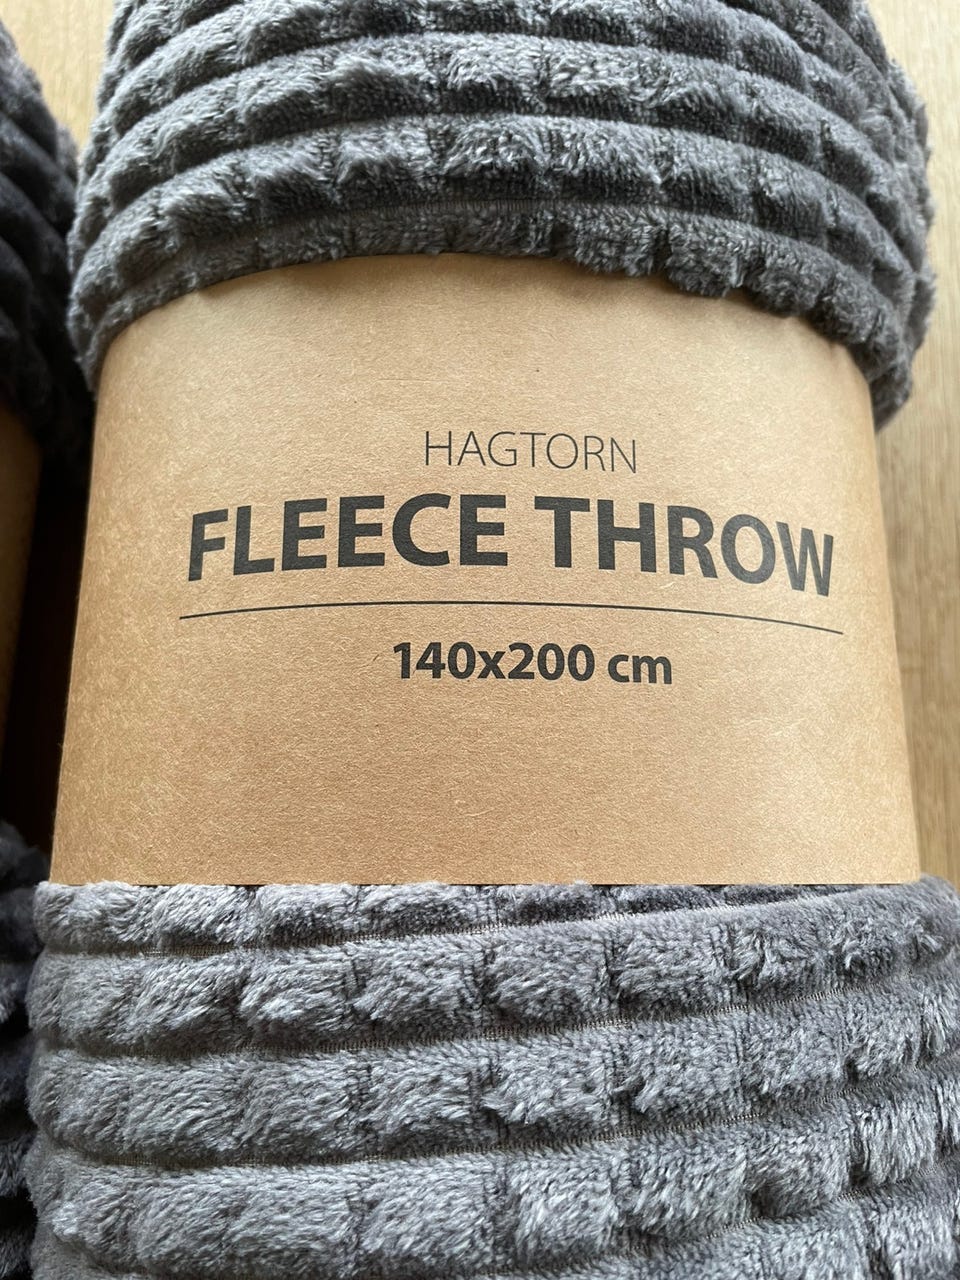 HAGTORN
FLEECE THROW
140x200 cm